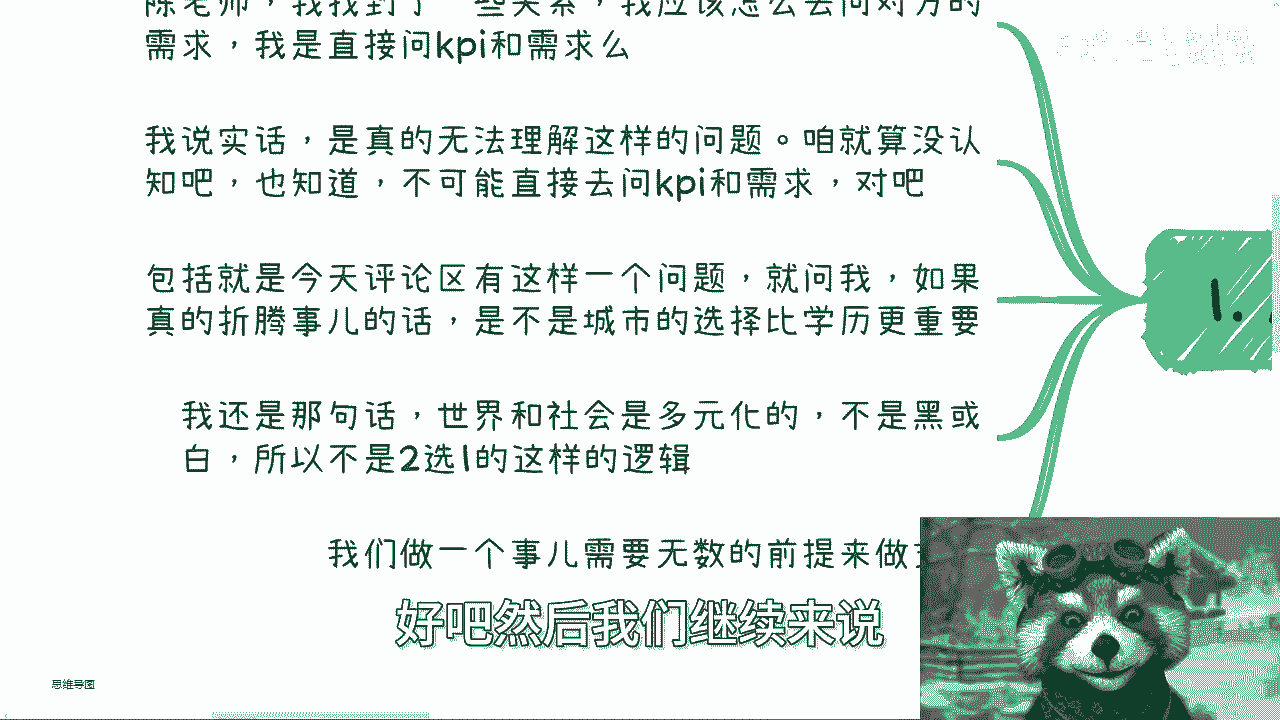 陈老师，我找到了一些关系，我应该怎么去问对方的
需求，我是直接问kpi和需求么
我说实话，是真的无法理解这样的问题。咱就算没认
知吧，也知道，不可能直接去问kpi和需求，对吧
包括就是今天评论区有这样一个问题，就问我，如果
真的折腾事儿的话，是不是城市的选择比学历更重要
1.
我还是那句话，世界和社会是多元化的，不是黑或
白，所以不是2选1的这样的逻辑
我们做一个事儿需要无数的前提来做
好吧然后我们继续来说
思维导图